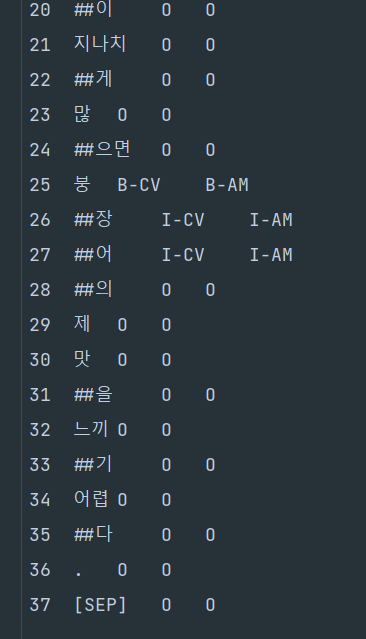 20 ##이 O O
21 지나치 O O
22 ##게 O O
23 많 O O
24 ##으면 O O
25 붕 B-CV B-AM
26 ##장 I-CV I-AM
27 ##어 I-CV I-AM
28 ##의 O O
29 제 O O
30 맛 O O
31 ##을 O O
32 느끼 O O
33 ##기 O O
34 어렵 O O
35 ##다 O O
36 . O O
37 [SEP] O O